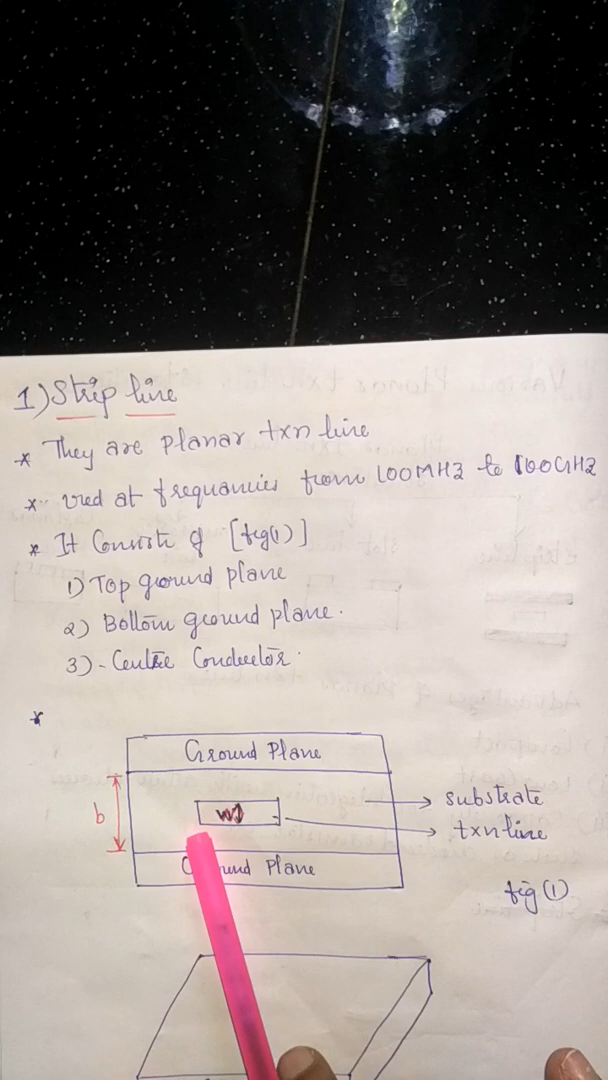 1) Strip line
* They are planar txn line
* used at frequancies from 100MHz to 100GHz
* It Consists of [fig(1)]
1) Top ground plane
2) Bottom ground plane.
3) - Centre Conductor.
*
Ground Plane
b
substrate
txn line
Ground Plane
fig (1)